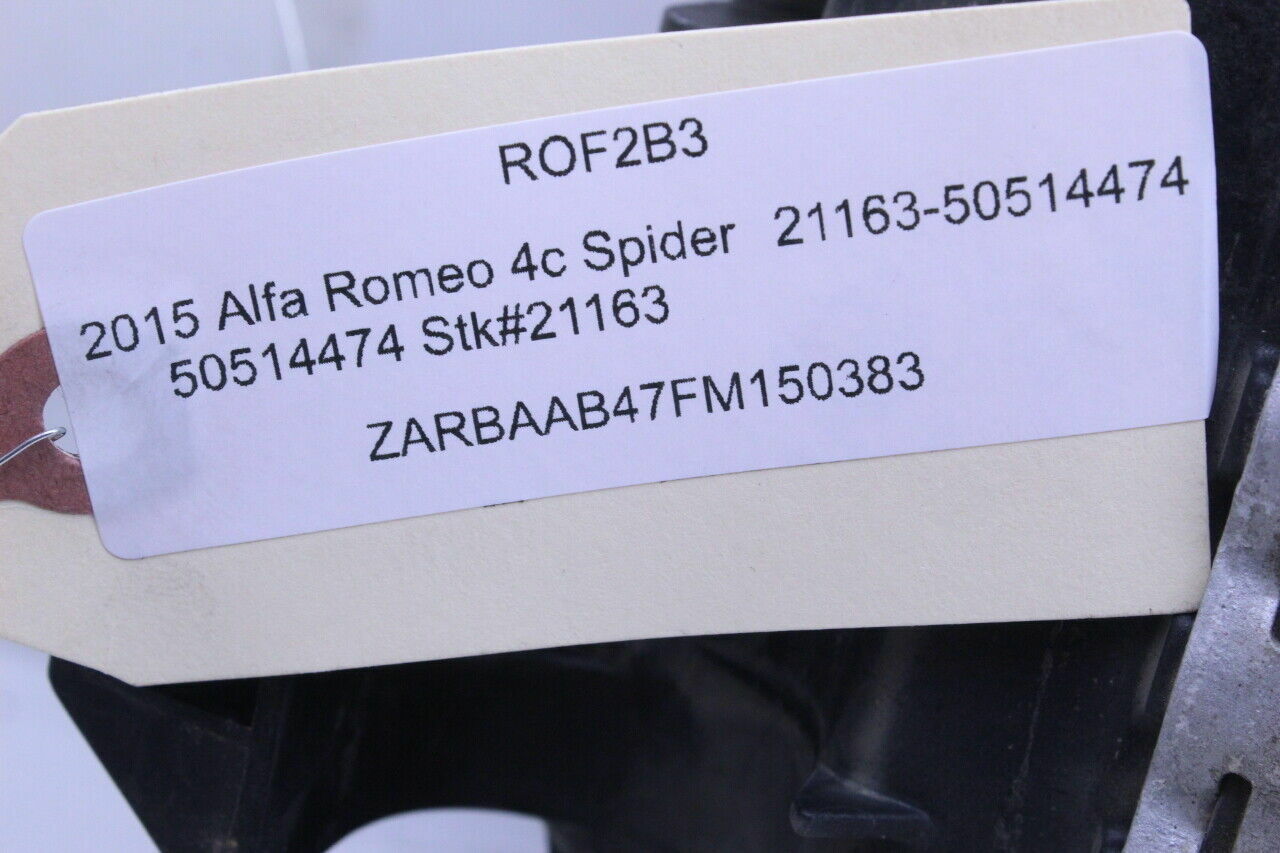 ROF2B3
2015 Alfa Romeo 4c Spider 21163-50514474
50514474 Stk#21163
ZARBAAB47FM150383